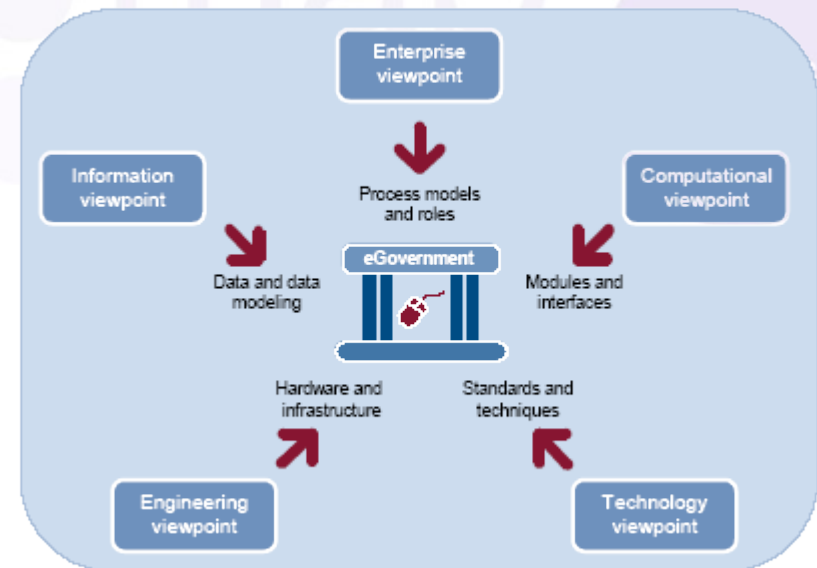 Enterprise
viewpoint
Information
viewpoint
Computational
viewpoint
Process models
and roles
eGovernment
Data and data
modeling
Modules and
interfaces
Hardware and
infrastructure
Standards and
techniques
Engineering
viewpoint
Technology
viewpoint